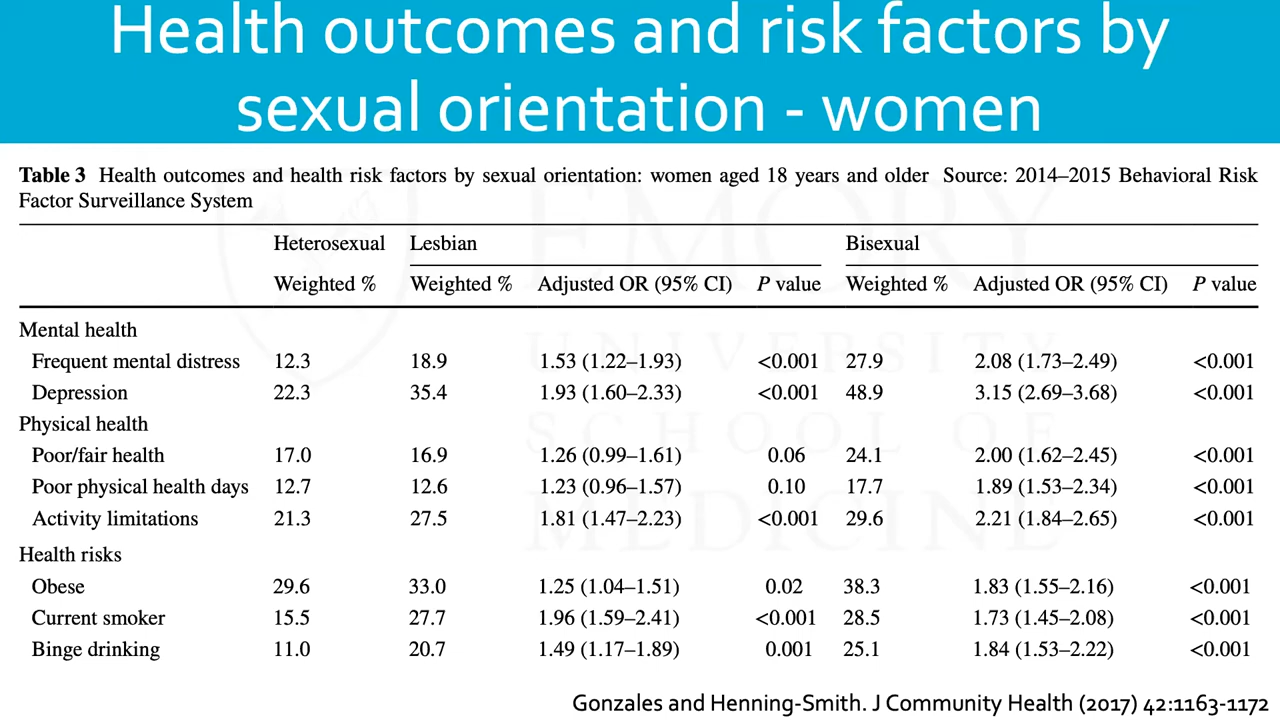 Health outcomes and risk factors by
sexual orientation - women
Table 3 Health outcomes and health risk factors by sexual orientation: women aged 18 years and older Source: 2014–2015 Behavioral Risk
Factor Surveillance System
Heterosexual Lesbian Bisexual
Weighted % Weighted % Adjusted OR (95% CI) P value Weighted % Adjusted OR (95% CI) P value
Mental health
Frequent mental distress 12.3 18.9 1.53 (1.22–1.93) <0.001 27.9 2.08 (1.73–2.49) <0.001
Depression 22.3 35.4 1.93 (1.60–2.33) <0.001 48.9 3.15 (2.69–3.68) <0.001
Physical health
Poor/fair health 17.0 16.9 1.26 (0.99–1.61) 0.06 24.1 2.00 (1.62–2.45) <0.001
Poor physical health days 12.7 12.6 1.23 (0.96–1.57) 0.10 17.7 1.89 (1.53–2.34) <0.001
Activity limitations 21.3 27.5 1.81 (1.47–2.23) <0.001 29.6 2.21 (1.84–2.65) <0.001
Health risks
Obese 29.6 33.0 1.25 (1.04–1.51) 0.02 38.3 1.83 (1.55–2.16) <0.001
Current smoker 15.5 27.7 1.96 (1.59–2.41) <0.001 28.5 1.73 (1.45–2.08) <0.001
Binge drinking 11.0 20.7 1.49 (1.17–1.89) 0.001 25.1 1.84 (1.53–2.22) <0.001
Gonzales and Henning-Smith. J Community Health (2017) 42:1163-1172
EMORY
UNIVERSITY
SCHOOL OF
MEDICINE